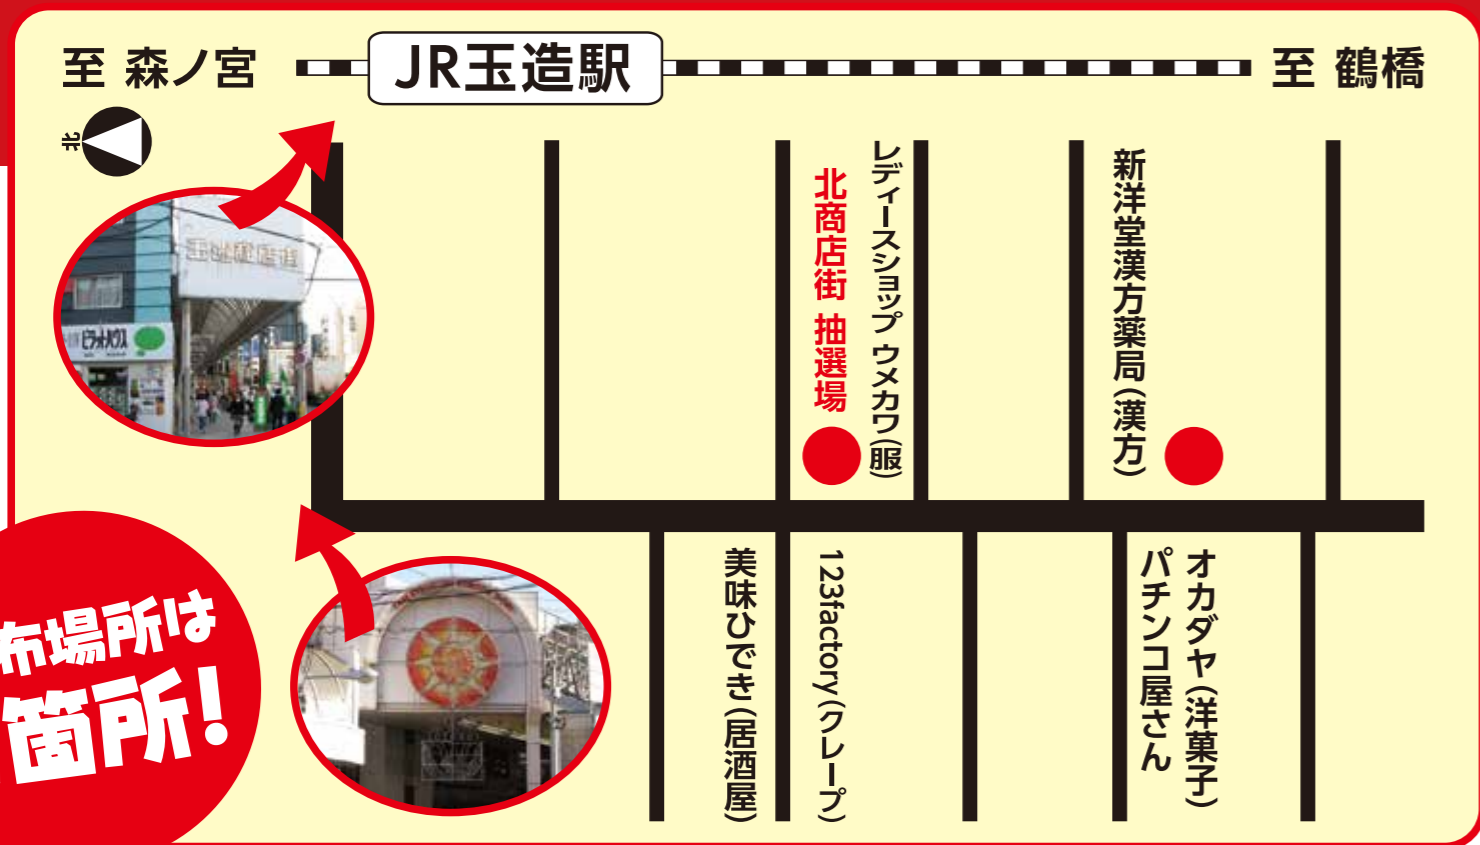 至 森ノ宮
JR玉造駅
至 鶴橋
北
レディースショップ ウメカワ(服)
北商店街 抽選場
新洋堂漢方薬局(漢方)
布場所は
箇所!
美味ひでき(居酒屋)
123factory(クレープ)
オカダヤ(洋菓子)
パチンコ屋さん